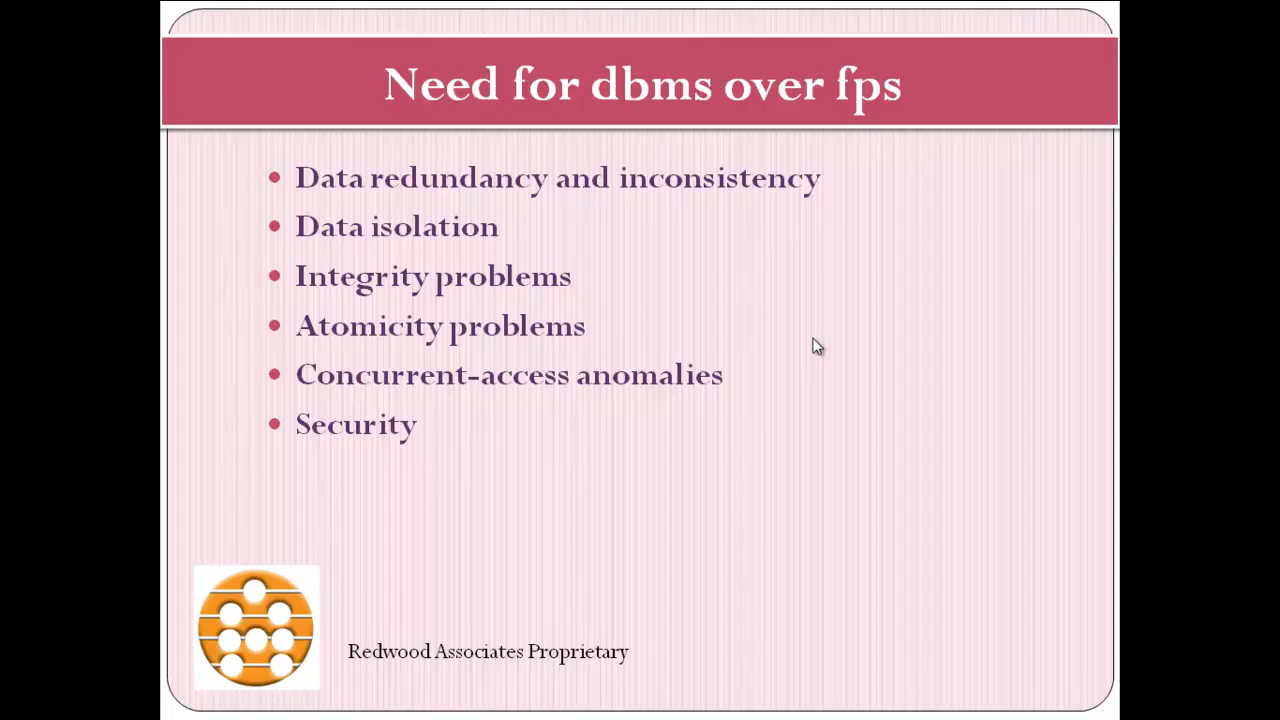 Need for dbms over fps
• Data redundancy and inconsistency
• Data isolation
• Integrity problems
• Atomicity problems
• Concurrent-access anomalies
• Security
Redwood Associates Proprietary